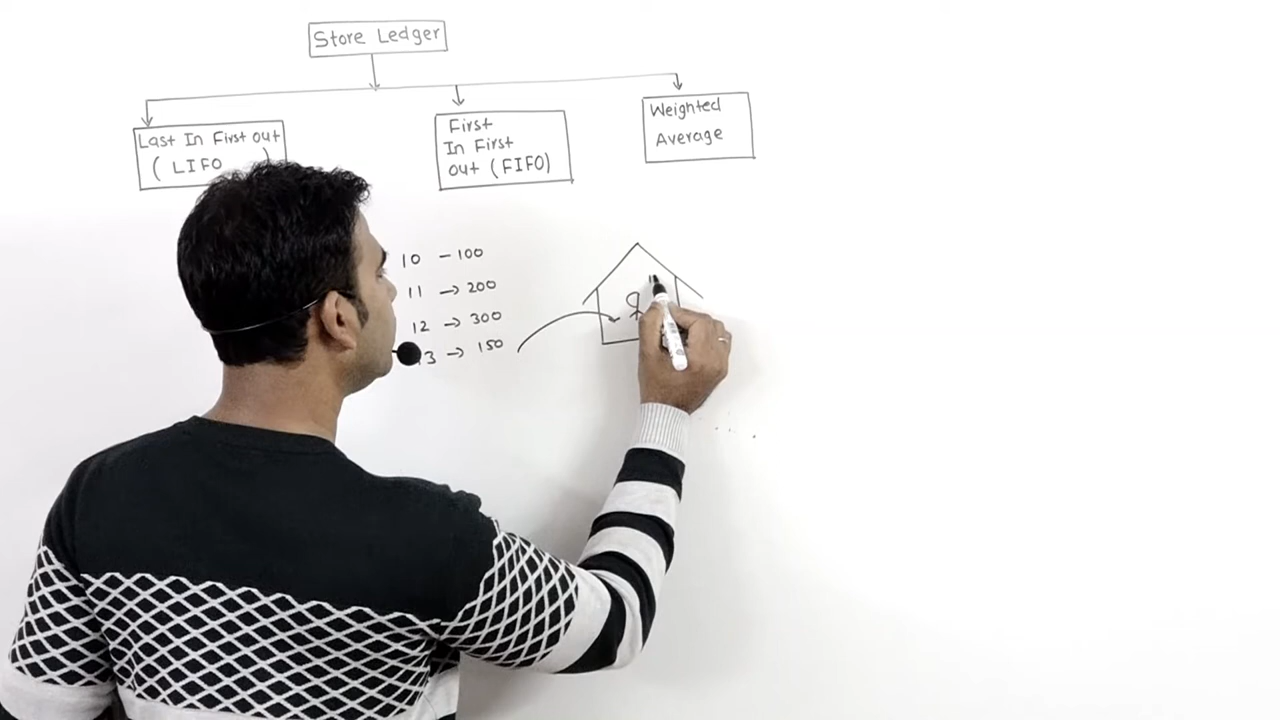 Store Ledger
Last In First out
( LIFO )
First
In First
out (FIFO)
Weighted
Average
10 – 100
11 → 200
12 → 300
3 → 150